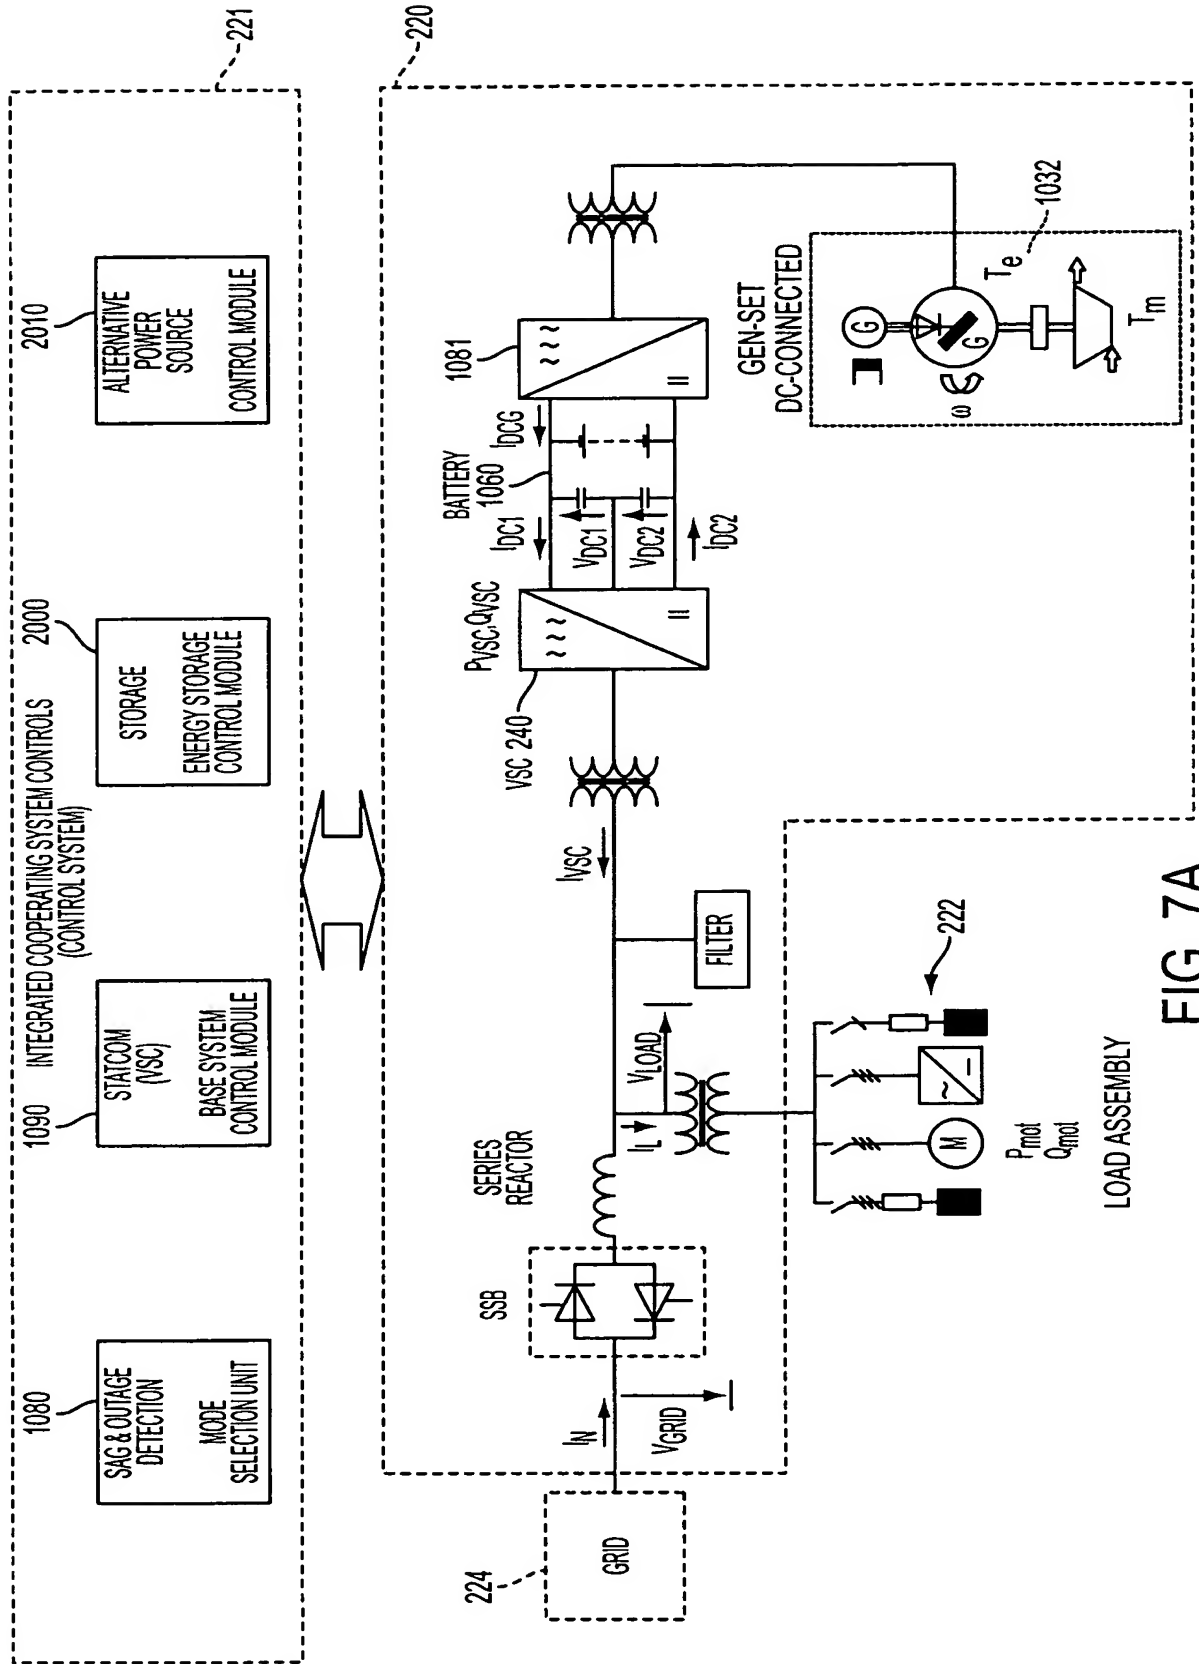 INTEGRATED COOPERATING SYSTEM CONTROLS
(CONTROL SYSTEM)
221
1080
SAG & OUTAGE
DETECTION
MODE
SELECTION UNIT
1090
STATCOM
(VSC)
BASE SYSTEM
CONTROL MODULE
2000
STORAGE
ENERGY STORAGE
CONTROL MODULE
2010
ALTERNATIVE
POWER
SOURCE
CONTROL MODULE
220
224
GRID
IN
VGRID
SSB
SERIES
REACTOR
IL
VLOAD
FILTER
IVSC
VSC 240
PVSC,QVSC
~ ~ ~
=
IDC1
VDC1
VDC2
IDC2
BATTERY
1060
IDCG
1081
~ ~ ~
=
GEN-SET
DC-CONNECTED
1032
G
G
ω
Te
Tm
222
M
~
–
Pmot
Qmot
LOAD ASSEMBLY
FIG. 7A